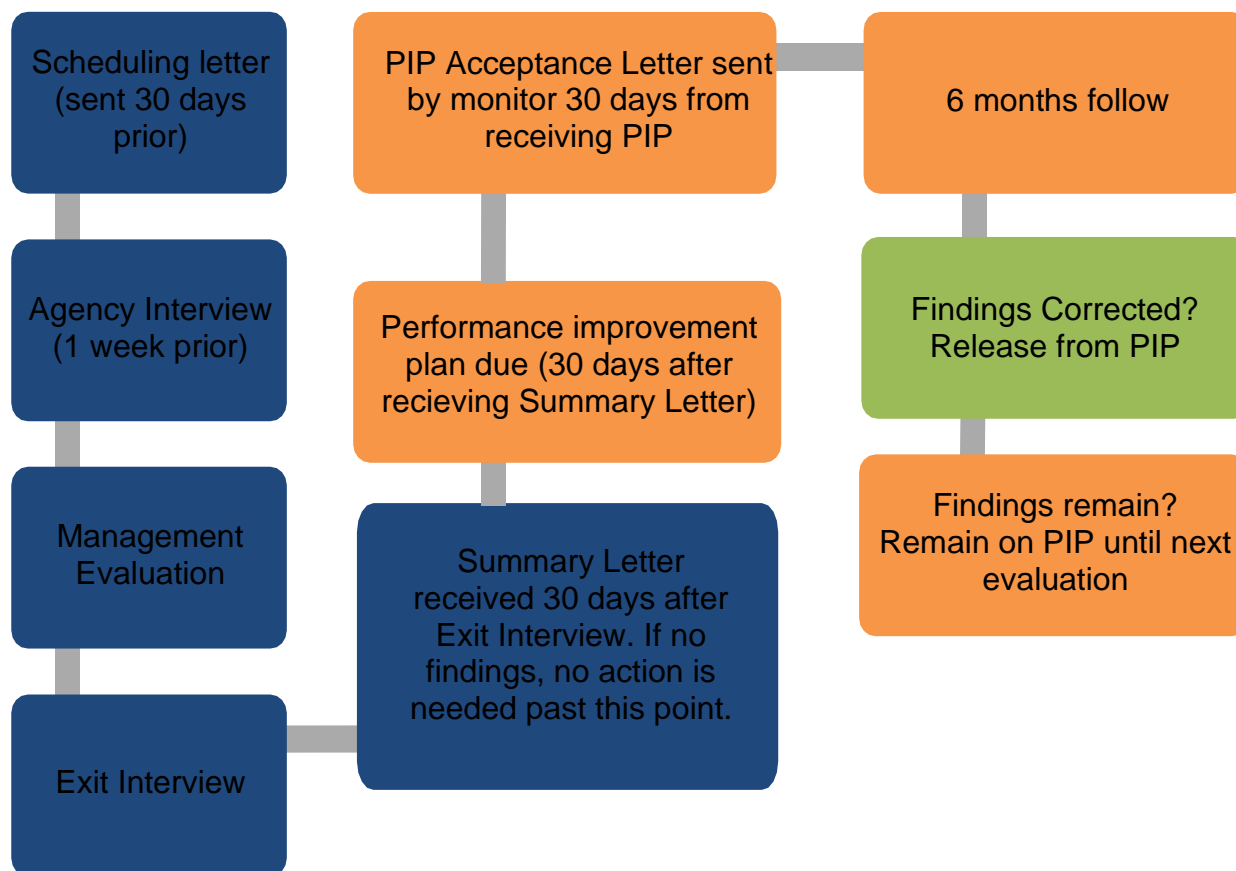 Scheduling letter
(sent 30 days
prior)
Agency Interview
(1 week prior)
Management
Evaluation
Exit Interview
Summary Letter
received 30 days after
Exit Interview. If no
findings, no action is
needed past this point.
Performance improvement
plan due (30 days after
recieving Summary Letter)
PIP Acceptance Letter sent
by monitor 30 days from
receiving PIP
6 months follow
Findings Corrected?
Release from PIP
Findings remain?
Remain on PIP until next
evaluation